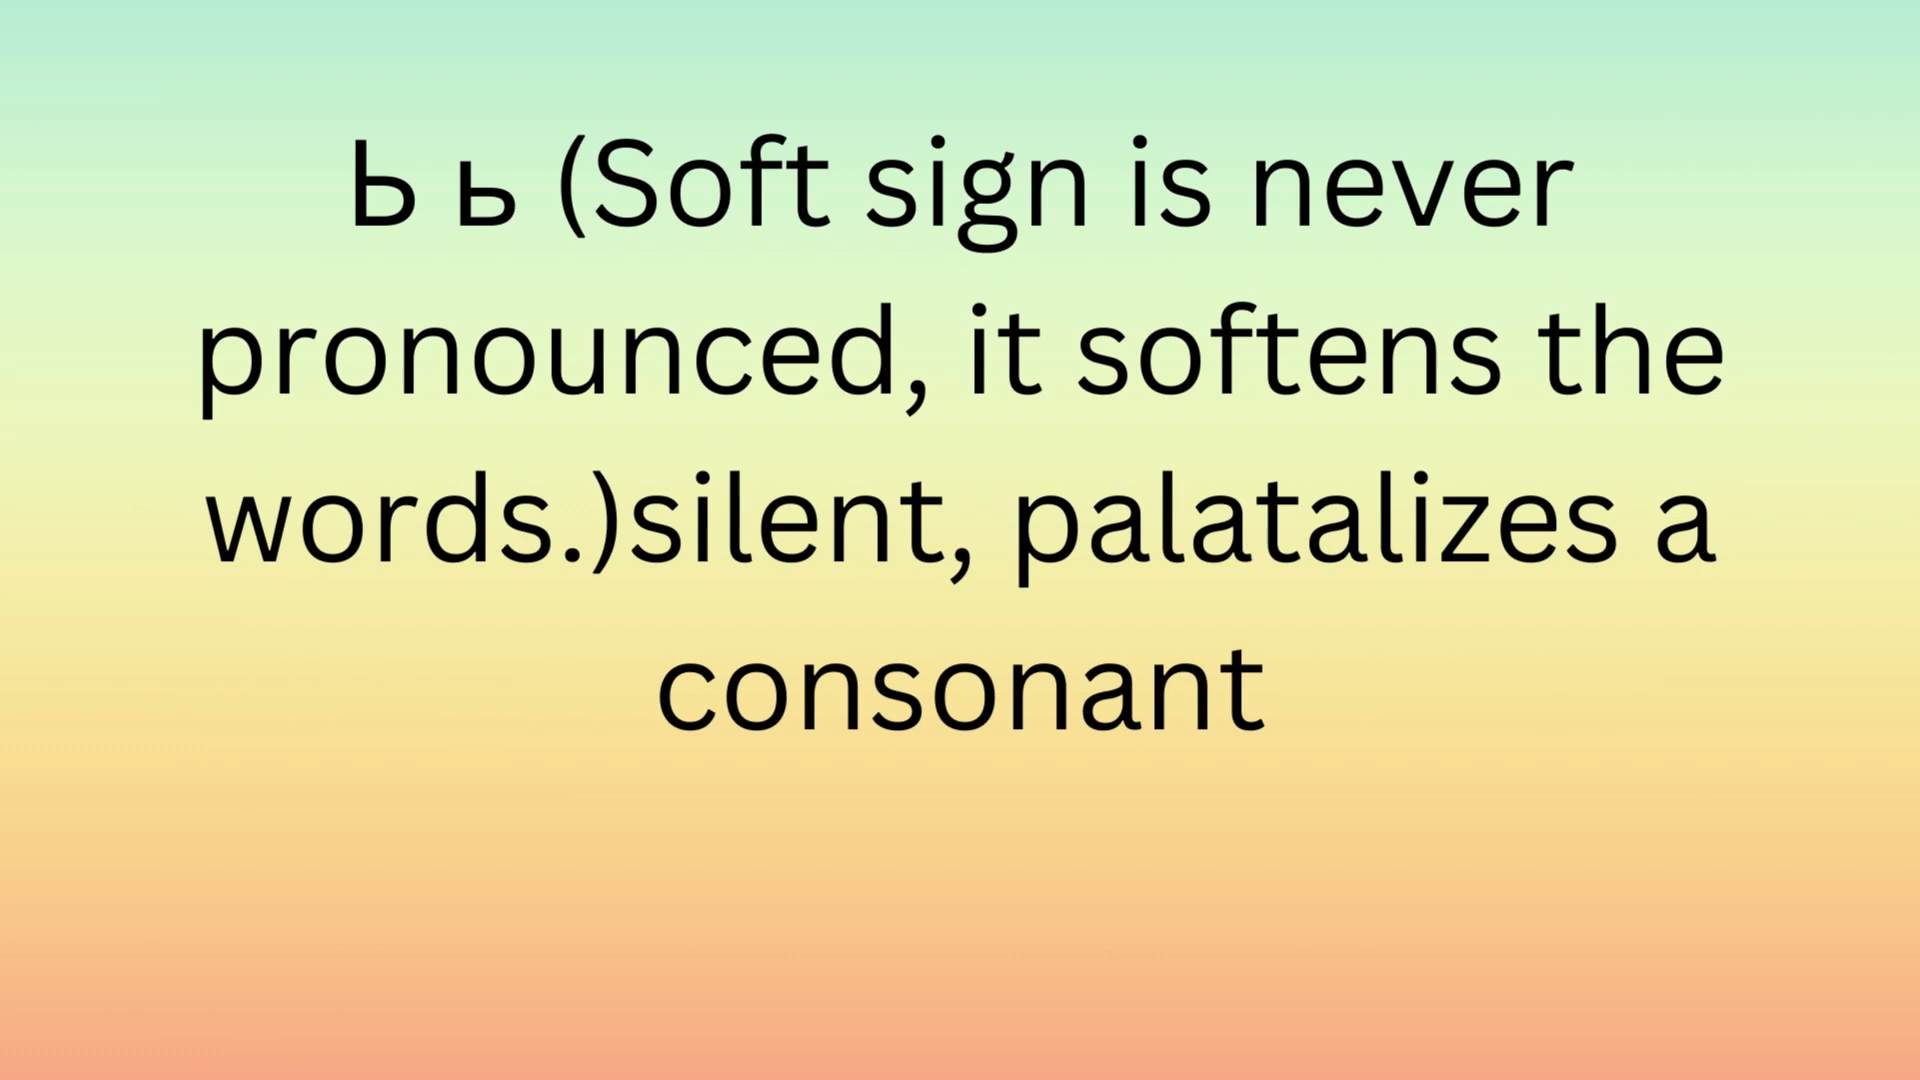 Ь ь (Soft sign is never
pronounced, it softens the
words.)silent, palatalizes a
consonant